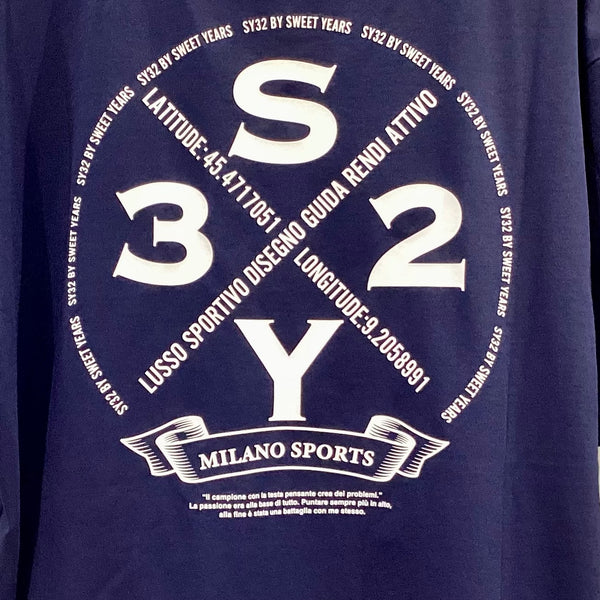 SY32 BY SWEET YEARS
SY32 BY SWEET YEARS
SY32 BY SWEET YEARS
SY32 BY SWEET YEARS
SY32 BY SWEET YEARS
SY32 BY SWEET YEARS
SY32 BY SWEET YEARS
SY32 BY SWEET YEARS
SY32 BY SWEET YEARS
S
LATITUDE:45.4717051
LONGITUDE:9.2058991
LUSSO SPORTIVO DISEGNO GUIDA RENDI ATTIVO
3
2
Y
MILANO SPORTS
"Il campione con la testa pensante crea dei problemi."
La passione era alla base di tutto. Puntare sempre più in alto,
alla fine è stata una battaglia con me stesso.